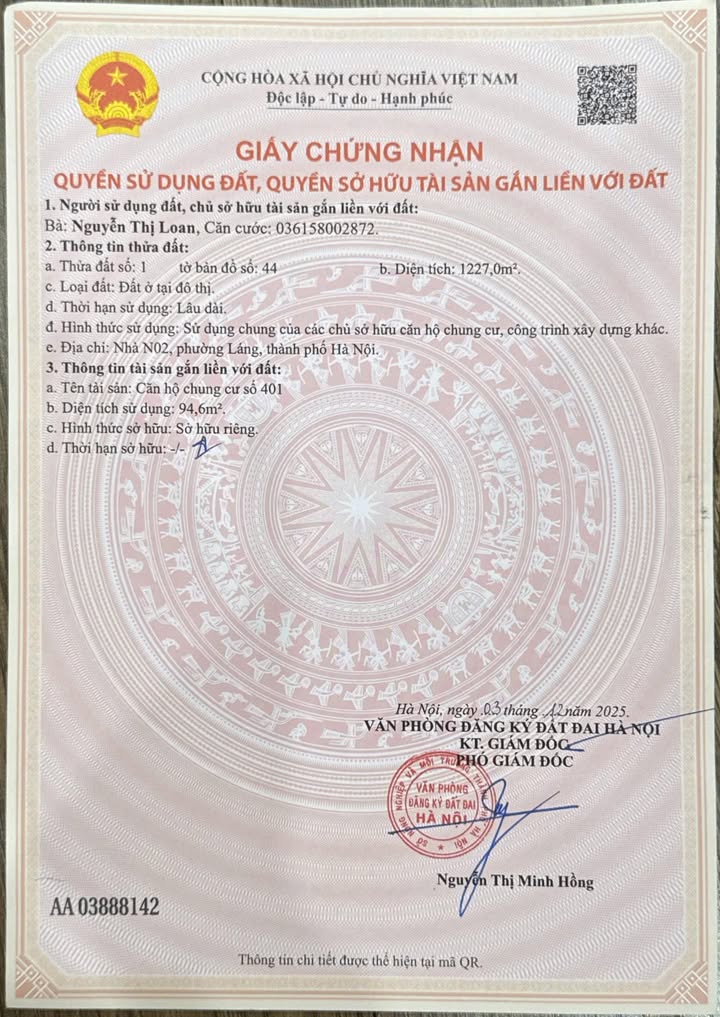 CỘNG HÒA XÃ HỘI CHỦ NGHĨA VIỆT NAM
Độc lập - Tự do - Hạnh phúc
GIẤY CHỨNG NHẬN
QUYỀN SỬ DỤNG ĐẤT, QUYỀN SỞ HỮU TÀI SẢN GẮN LIỀN VỚI ĐẤT
1. Người sử dụng đất, chủ sở hữu tài sản gắn liền với đất:
Bà: Nguyễn Thị Loan, Căn cước: 036158002872.
2. Thông tin thửa đất:
a. Thửa đất số: 1 tờ bản đồ số: 44 b. Diện tích: 1227,0m².
c. Loại đất: Đất ở tại đô thị.
d. Thời hạn sử dụng: Lâu dài.
đ. Hình thức sử dụng: Sử dụng chung của các chủ sở hữu căn hộ chung cư, công trình xây dựng khác.
e. Địa chỉ: Nhà N02, phường Láng, thành phố Hà Nội.
3. Thông tin tài sản gắn liền với đất:
a. Tên tài sản: Căn hộ chung cư số 401
b. Diện tích sử dụng: 94,6m².
c. Hình thức sở hữu: Sở hữu riêng.
d. Thời hạn sở hữu: -/-
Hà Nội, ngày 03 tháng 12 năm 2025.
VĂN PHÒNG ĐĂNG KÝ ĐẤT ĐAI HÀ NỘI
KT. GIÁM ĐỐC
PHÓ GIÁM ĐỐC
SỞ NÔNG NGHIỆP VÀ MÔI TRƯỜNG THÀNH PHỐ HÀ NỘI
VĂN PHÒNG
ĐĂNG KÝ ĐẤT ĐAI
HÀ NỘI
Nguyễn Thị Minh Hồng
AA 03888142
Thông tin chi tiết được thể hiện tại mã QR.